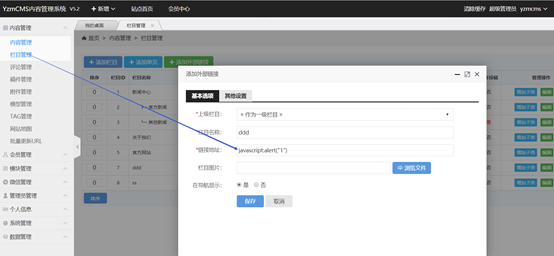 YzmCMS内容管理系统 V5.2 新增 站点首页 会员中心 清除缓存 超级管理员 yzmcms
内容管理
内容管理
栏目管理
评论管理
稿件管理
附件管理
模型管理
TAG管理
网站地图
批量更新URL
会员管理
模块管理
微信管理
管理员管理
个人信息
系统管理
数据管理
我的桌面 栏目管理
首页 > 内容管理 > 栏目管理
添加栏目 添加单页 添加外部链接
排序 栏目ID 栏目名称 管理操作
0 1 新闻中心 增加子类 编辑
0 2 官方新闻 增加子类 编辑
0 3 其他新闻 增加子类 编辑
0 4 关于我们 增加子类 编辑
0 5 官方网站 增加子类 编辑
0 7 ddd 增加子类 编辑
0 8 ss 增加子类 编辑
排序
添加外部链接
基本选项 其他设置
*上级栏目: ≡ 作为一级栏目 ≡
*栏目名称: ddd
*链接地址: javascript:alert("1")
栏目图片: 浏览文件
在导航显示: 是 否
保存 取消